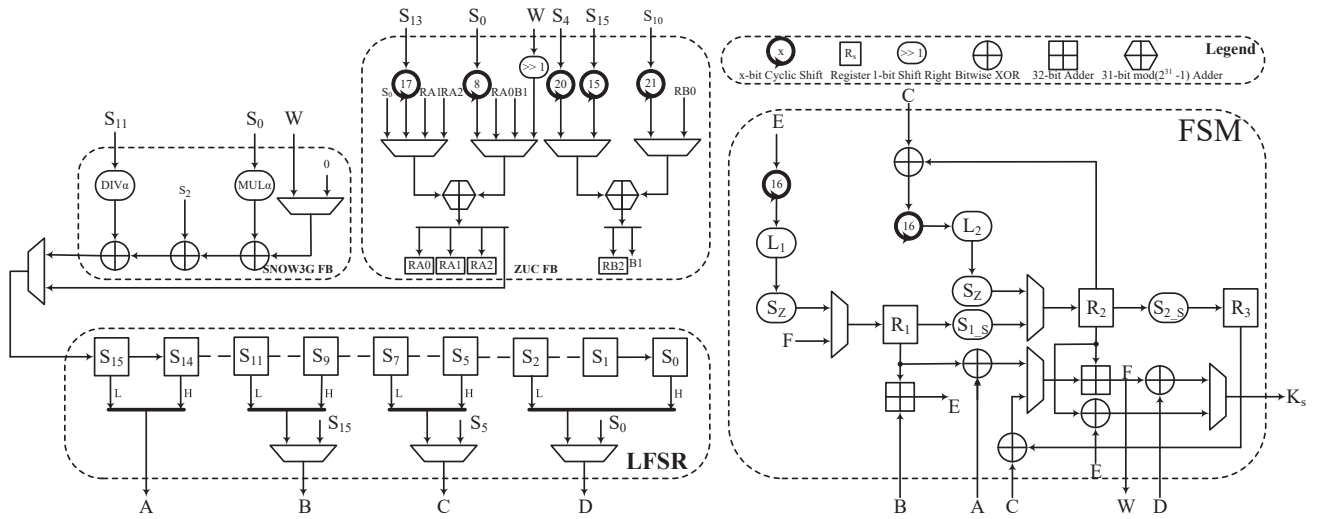 S13 S0 W S4 S15 S10
>> 1
17 8 20 15 21
S0 RA1 RA2 RA0 B1 RB0
RA0 RA1 RA2 RB2 B1
ZUC FB
S11 S0 W
DIVα S2 MULα 0
SNOW3G FB
S15 S14 S11 S9 S7 S5 S2 S1 S0
L H L H L H L H
S15 S5 S0
LFSR
A B C D
x Rx >> 1 Legend
x-bit Cyclic Shift Register 1-bit Shift Right Bitwise XOR 32-bit Adder 31-bit mod(2^31 -1) Adder
C
E FSM
16
16 L2
L1
SZ SZ
R1 S1_S R2 S2_S R3
F
F
E Ks
E
B A C W D